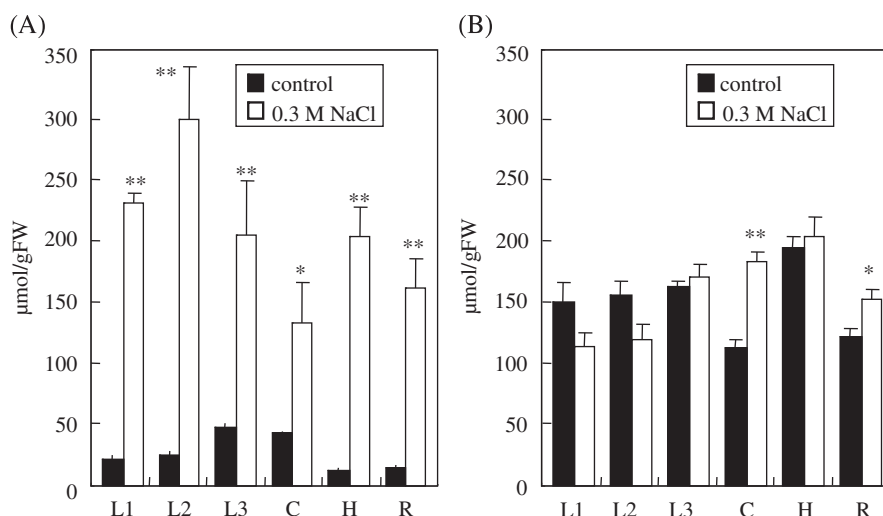 (A)
350
300
250
200
150
100
50
0
μmol/gFW
control
0.3 M NaCl
**
**
**
*
**
**
L1 L2 L3 C H R
(B)
350
300
250
200
150
100
50
0
μmol/gFW
control
0.3 M NaCl
**
*
L1 L2 L3 C H R